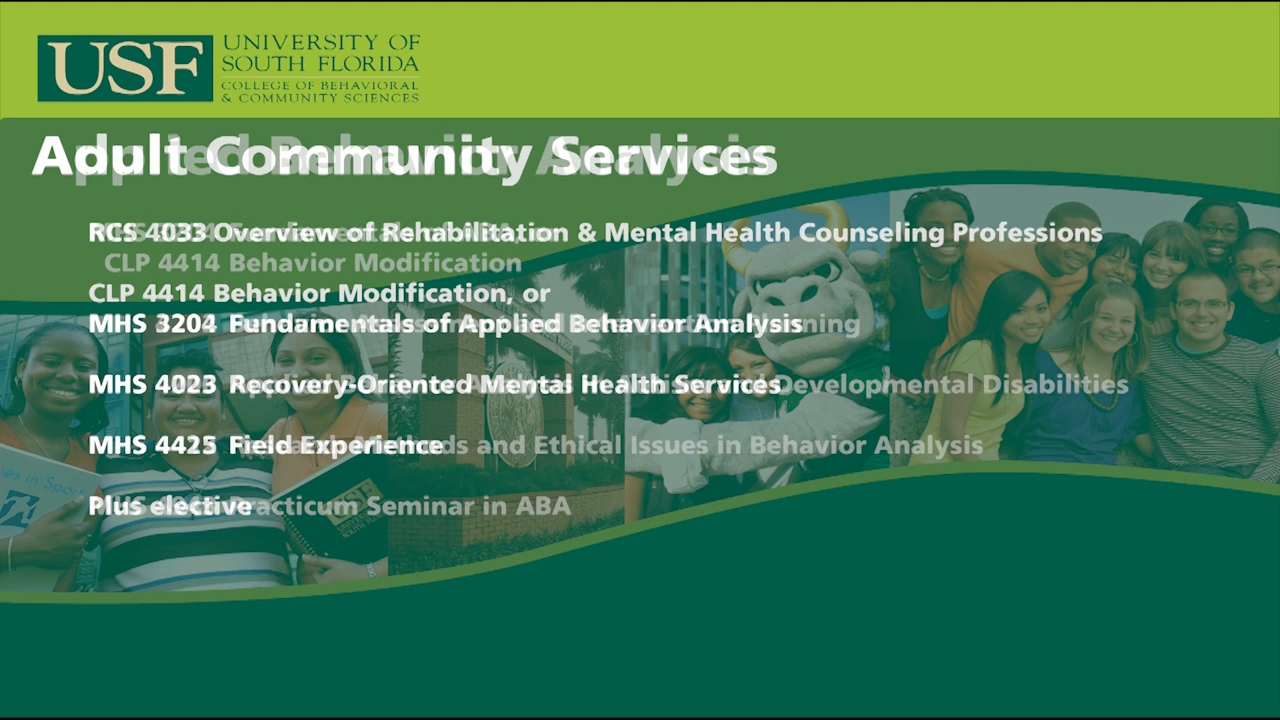 USF
UNIVERSITY OF
SOUTH FLORIDA
COLLEGE OF BEHAVIORAL
& COMMUNITY SCIENCES
Adult Community Services
RCS 4033 Overview of Rehabilitation & Mental Health Counseling Professions
CLP 4414 Behavior Modification
CLP 4414 Behavior Modification, or
MHS 3204 Fundamentals of Applied Behavior Analysis
MHS 4023 Recovery-Oriented Mental Health Services
Developmental Disabilities
MHS 4425 Field Experience
and Ethical Issues in Behavior Analysis
Plus elective
Practicum Seminar in ABA
USF